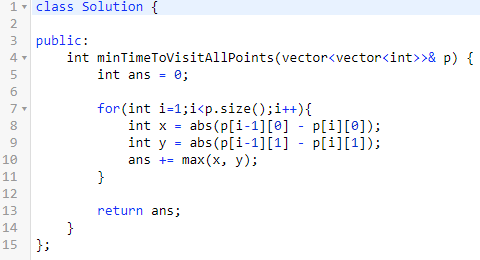 1 class Solution {
2
3 public:
4     int minTimeToVisitAllPoints(vector<vector<int>>& p) {
5         int ans = 0;
6
7         for(int i=1;i<p.size();i++){
8             int x = abs(p[i-1][0] - p[i][0]);
9             int y = abs(p[i-1][1] - p[i][1]);
10             ans += max(x, y);
11         }
12
13         return ans;
14     }
15 };